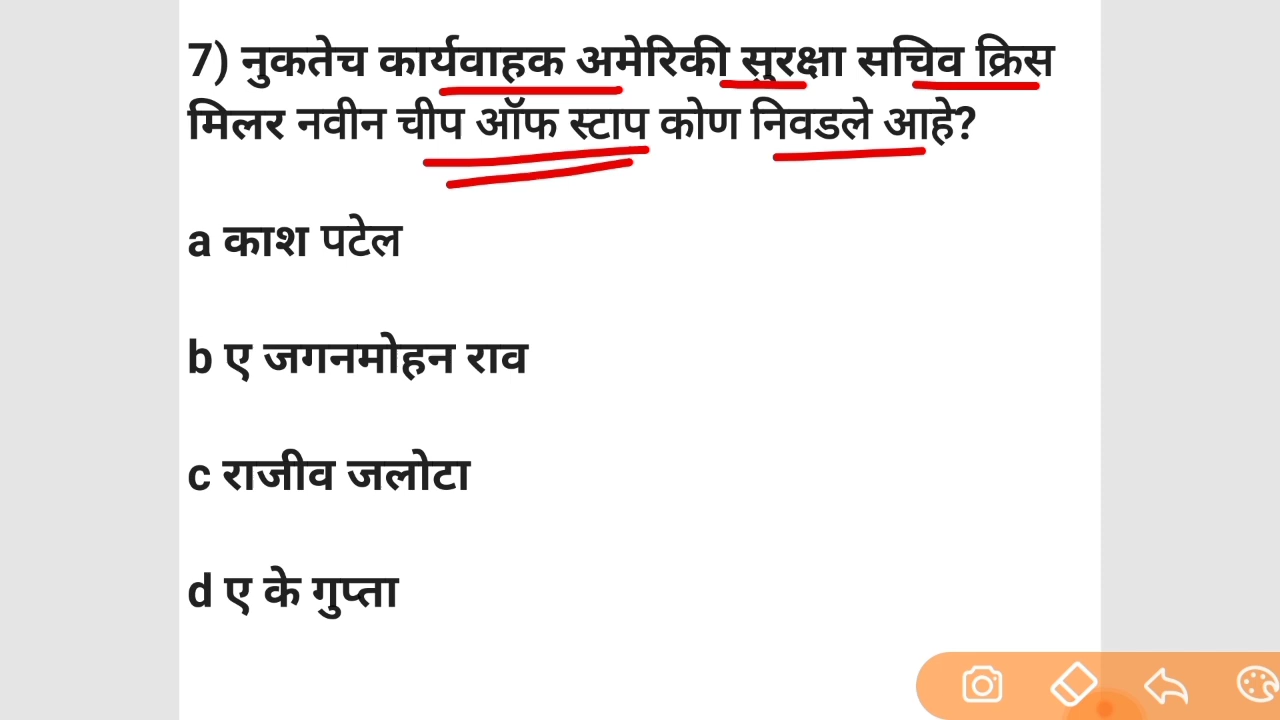 7) नुकतेच कार्यवाहक अमेरिकी सुरक्षा सचिव क्रिस
मिलर नवीन चीप ऑफ स्टाप कोण निवडले आहे?
a काश पटेल
b ए जगनमोहन राव
c राजीव जलोटा
d ए के गुप्ता